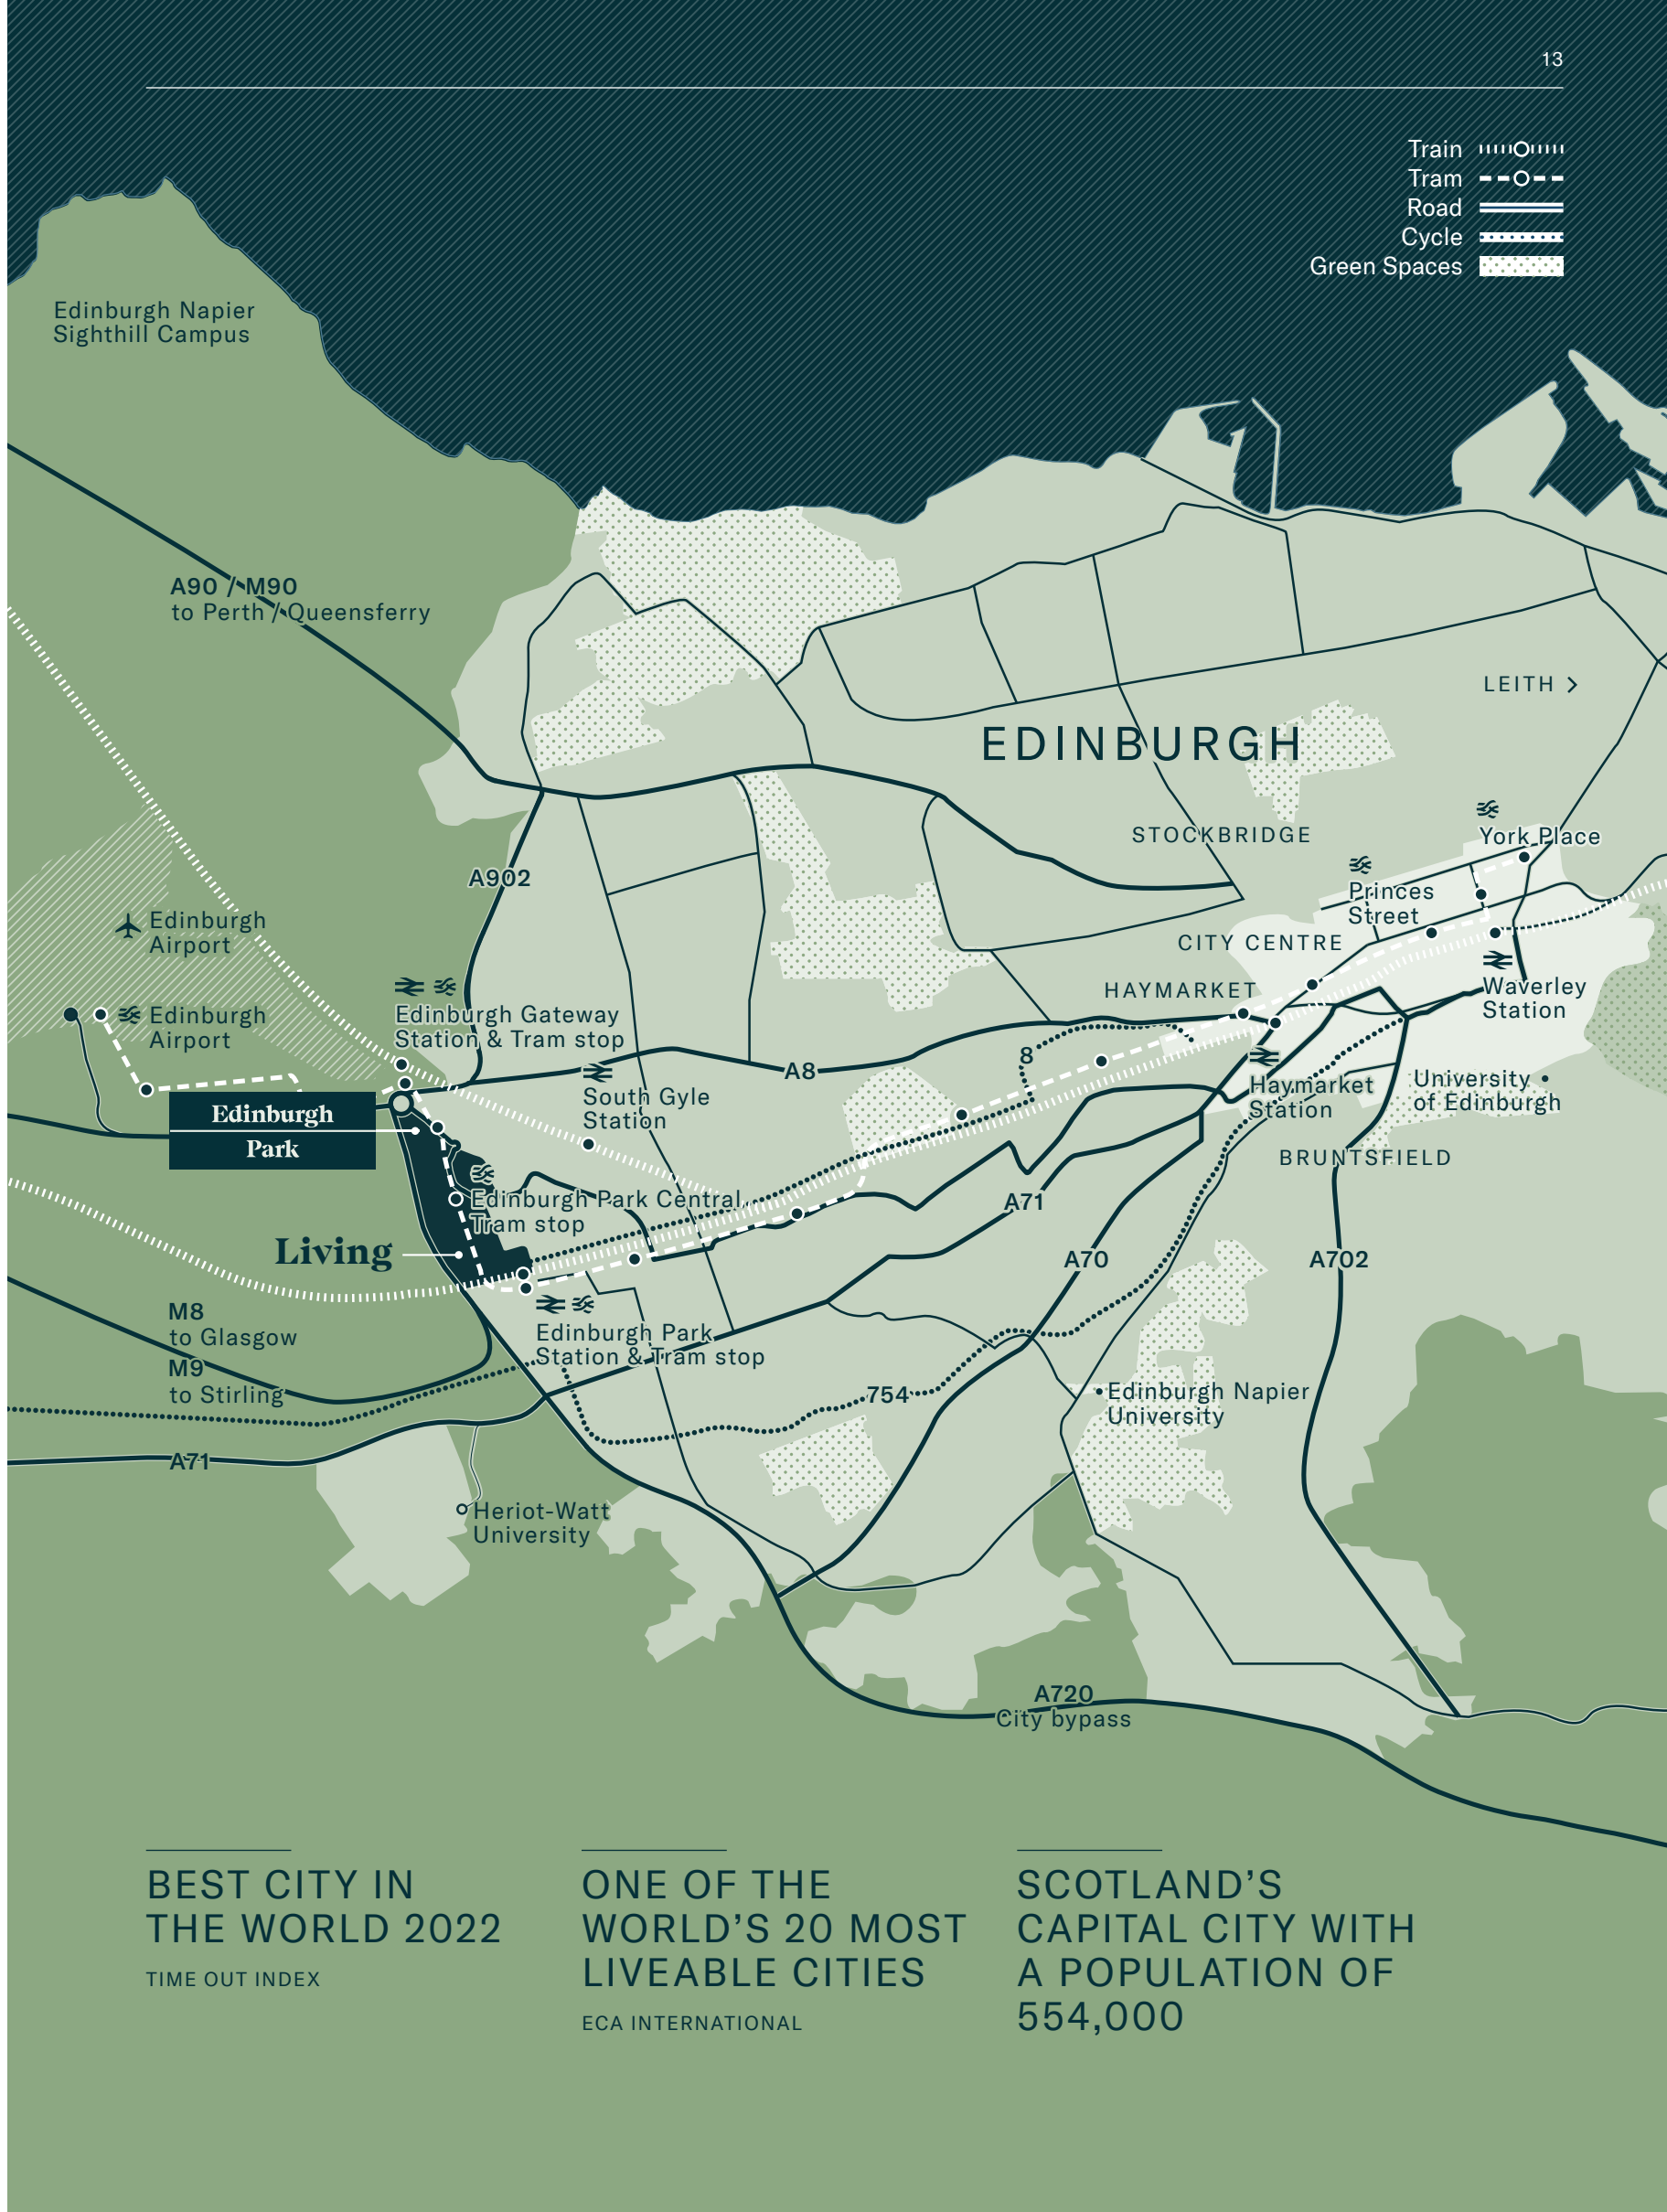 13
Train
Tram
Road
Cycle
Green Spaces
Edinburgh Napier
Sighthill Campus
A90 / M90
to Perth / Queensferry
LEITH
EDINBURGH
STOCKBRIDGE
York Place
A902
Princes
Street
Edinburgh
Airport
CITY CENTRE
HAYMARKET
Waverley
Station
Edinburgh
Airport
Edinburgh Gateway
Station & Tram stop
8
A8
South Gyle
Station
Haymarket
Station
University
of Edinburgh
Edinburgh
Park
BRUNTSFIELD
Edinburgh Park Central
Tram stop
A71
Living
A70
A702
M8
to Glasgow
Edinburgh Park
Station & Tram stop
M9
to Stirling
754
Edinburgh Napier
University
A71
Heriot-Watt
University
A720
City bypass
BEST CITY IN
THE WORLD 2022
TIME OUT INDEX
ONE OF THE
WORLD’S 20 MOST
LIVEABLE CITIES
ECA INTERNATIONAL
SCOTLAND’S
CAPITAL CITY WITH
A POPULATION OF
554,000